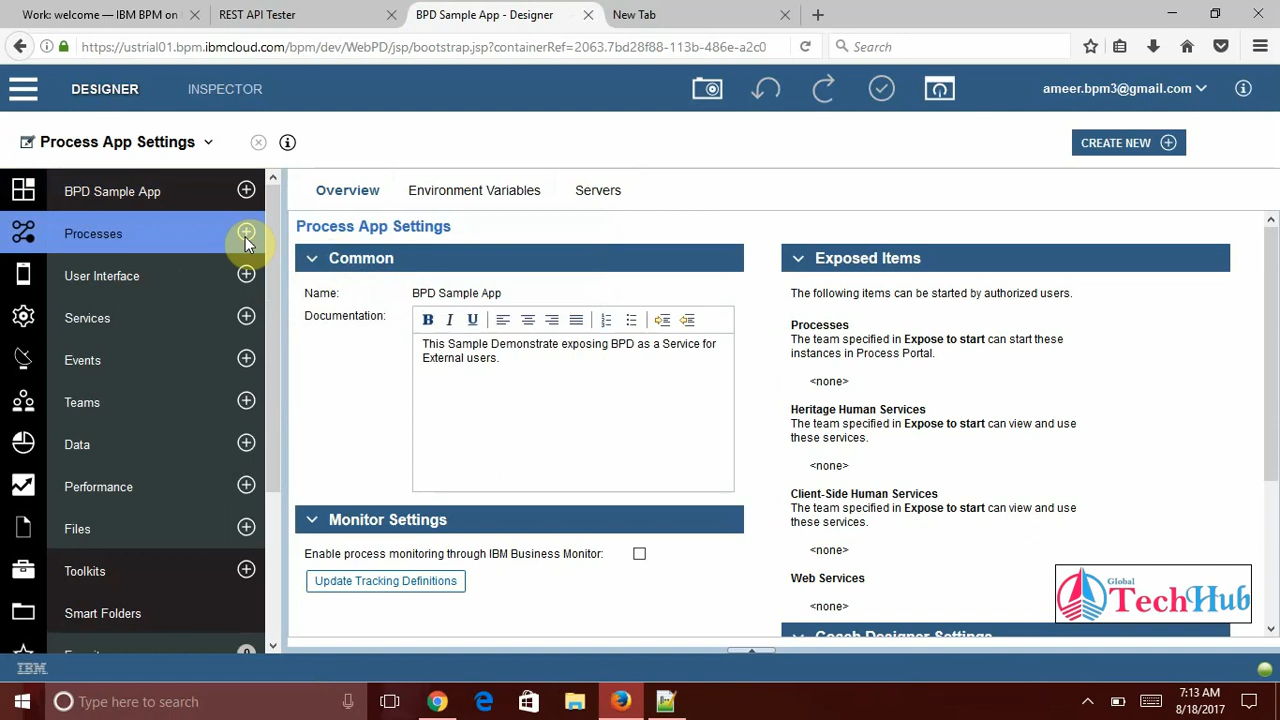 Work: welcome — IBM BPM on
REST API Tester
BPD Sample App - Designer
New Tab
https://ustrial01.bpm.ibmcloud.com/bpm/dev/WebPD/jsp/bootstrap.jsp?containerRef=2063.7bd28f88-113b-486e-a2c0
Search
DESIGNER
INSPECTOR
ameer.bpm3@gmail.com
Process App Settings
CREATE NEW
BPD Sample App
Processes
User Interface
Services
Events
Teams
Data
Performance
Files
Toolkits
Smart Folders
Overview
Environment Variables
Servers
Process App Settings
Common
Name:
BPD Sample App
Documentation:
B I U
This Sample Demonstrate exposing BPD as a Service for
External users.
Monitor Settings
Enable process monitoring through IBM Business Monitor:
Update Tracking Definitions
Exposed Items
The following items can be started by authorized users.
Processes
The team specified in Expose to start can start these
instances in Process Portal.
<none>
Heritage Human Services
The team specified in Expose to start can view and use
these services.
<none>
Client-Side Human Services
The team specified in Expose to start can view and use
these services.
<none>
Web Services
<none>
Coach Designer Settings
Global
TechHub
IBM
Type here to search
7:13 AM
8/18/2017